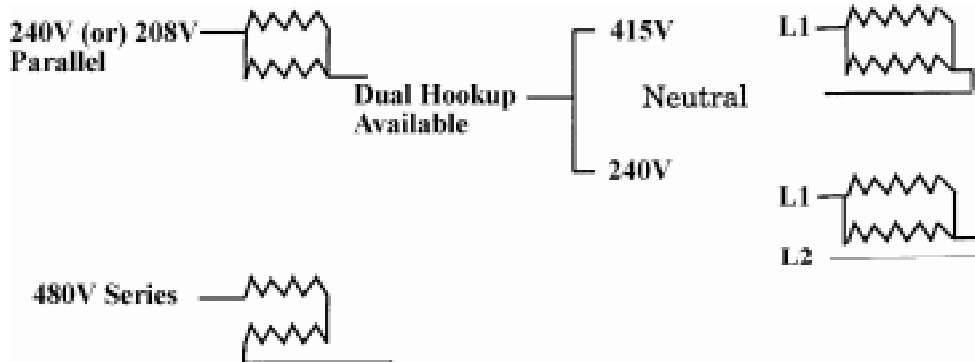 240V (or) 208V
Parallel
Dual Hookup
Available
415V
Neutral
240V
L1
L1
L2
480V Series